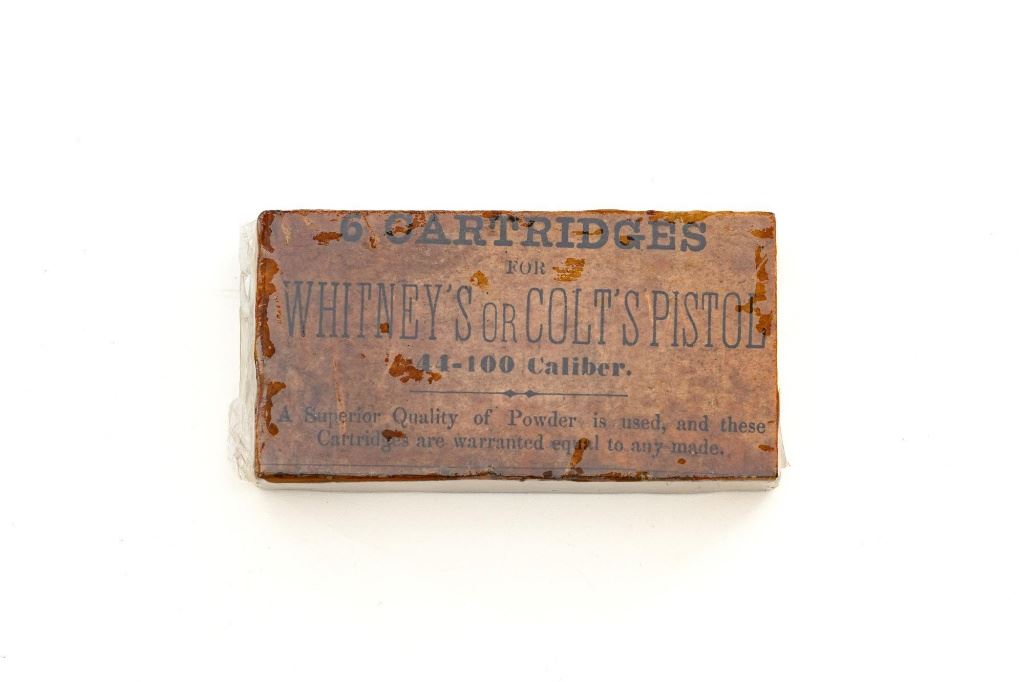 6 CARTRIDGES
FOR
WHITNEY'S OR COLT'S PISTOL
44-100 Caliber.
A Superior Quality of Powder is used, and these
Cartridges are warranted equal to any made.